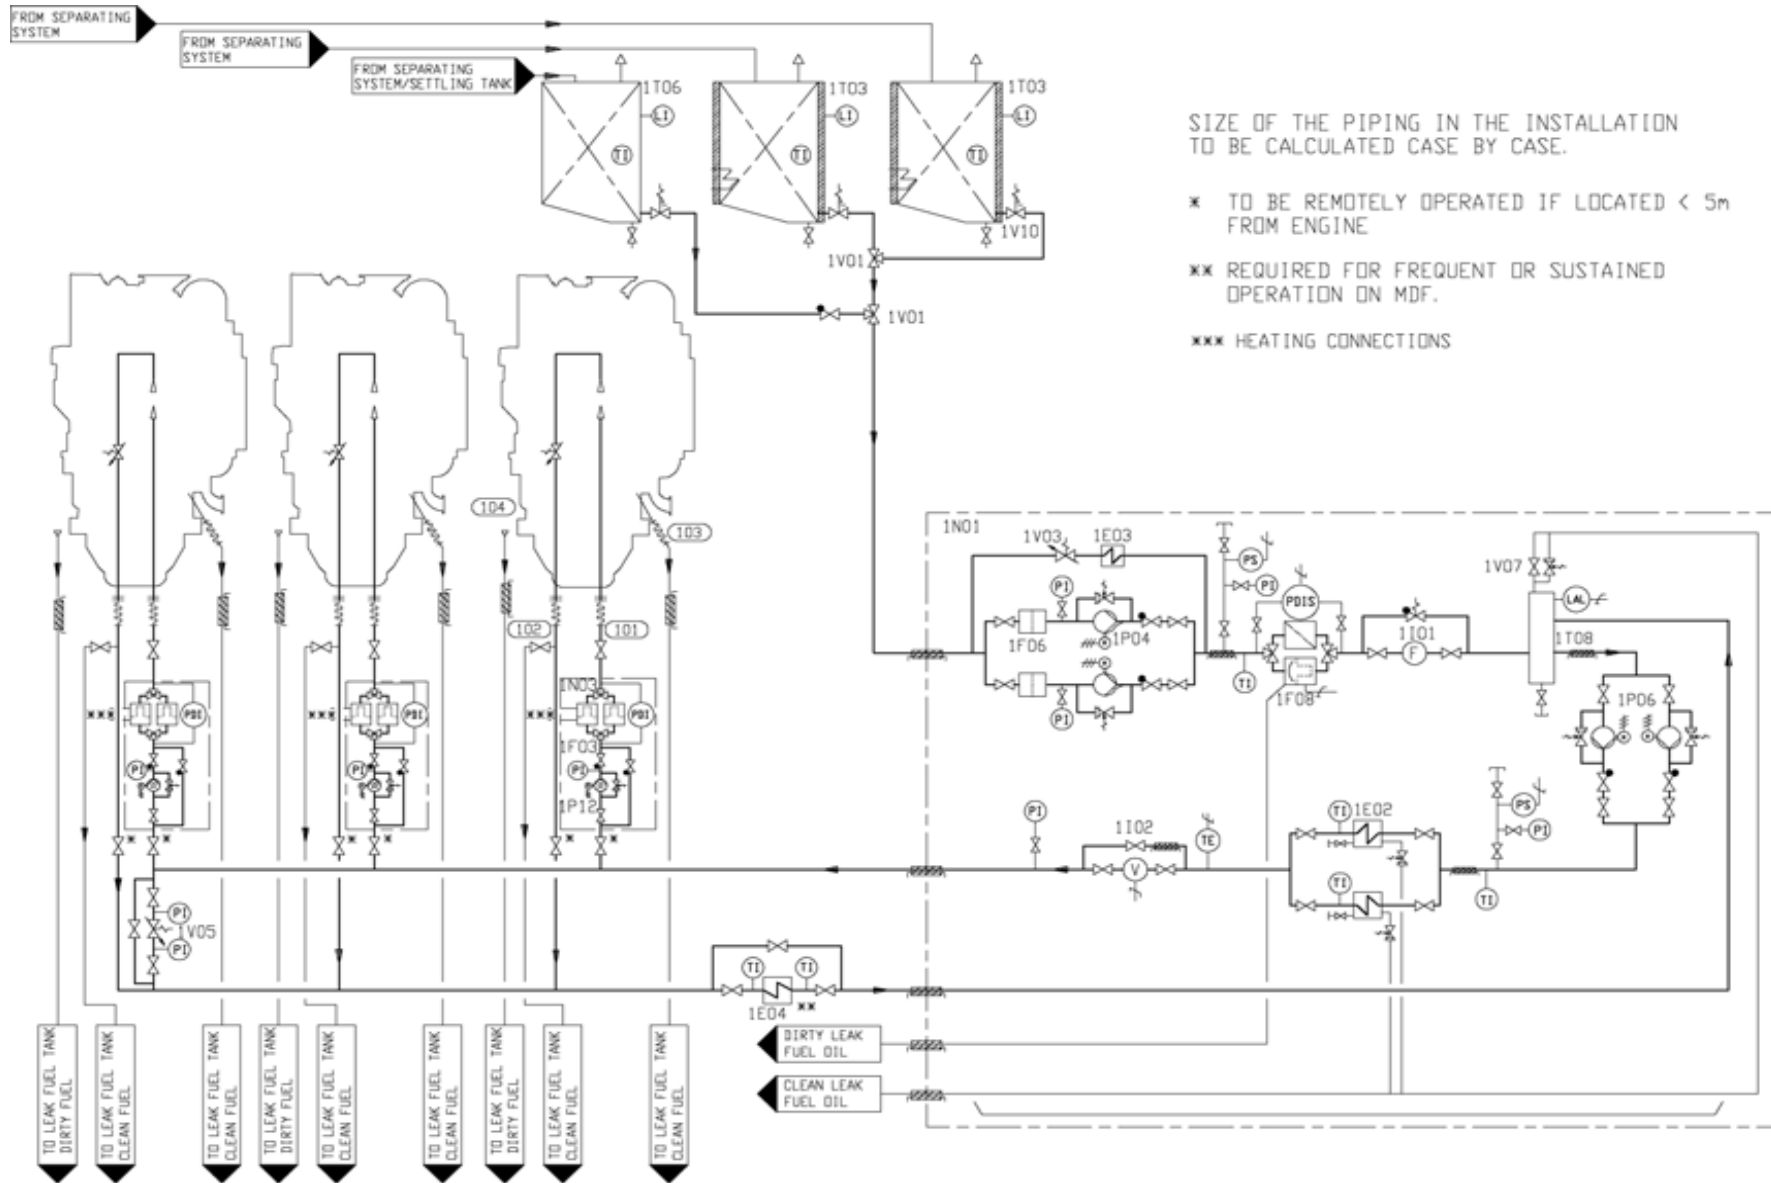 FROM SEPARATING
SYSTEM
FROM SEPARATING
SYSTEM
FROM SEPARATING
SYSTEM/SETTLING TANK
1T06
LI
TI
1T03
LI
TI
1T03
LI
TI
1V10
1V01
1V01
SIZE OF THE PIPING IN THE INSTALLATION
TO BE CALCULATED CASE BY CASE.
* TO BE REMOTELY OPERATED IF LOCATED < 5m
FROM ENGINE
** REQUIRED FOR FREQUENT OR SUSTAINED
OPERATION ON MDF.
*** HEATING CONNECTIONS
104
103
102
101
1N01
1V03
1E03
PI
1F06
1P04
PI
PS
PI
TI
PDIS
1F08
1I01
F
1V07
LAL
1T08
1P06
***
PDI
PI
*
*
***
PDI
PI
*
*
***
1N03
PDI
1F03
PI
1P12
*
*
PI
1V05
PI
PI
1I02
V
TE
TI
1E02
TI
PS
PI
TI
TI
TI
1E04
**
DIRTY LEAK
FUEL OIL
CLEAN LEAK
FUEL OIL
TO LEAK FUEL TANK
DIRTY FUEL
TO LEAK FUEL TANK
CLEAN FUEL
TO LEAK FUEL TANK
CLEAN FUEL
TO LEAK FUEL TANK
DIRTY FUEL
TO LEAK FUEL TANK
CLEAN FUEL
TO LEAK FUEL TANK
CLEAN FUEL
TO LEAK FUEL TANK
DIRTY FUEL
TO LEAK FUEL TANK
CLEAN FUEL
TO LEAK FUEL TANK
CLEAN FUEL